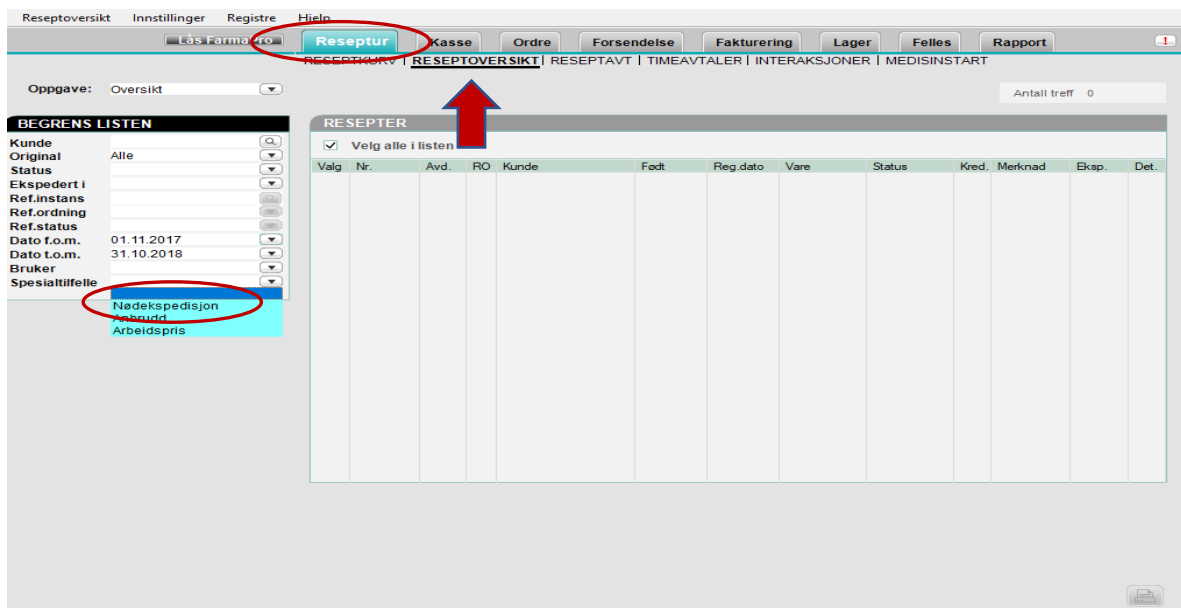 Reseptoversikt Innstillinger Registre Hjelp
Lås FarmaPro Reseptur Kasse Ordre Forsendelse Fakturering Lager Felles Rapport !
RESEPTKURV | RESEPTOVERSIKT | RESEPTAVT | TIMEAVTALER | INTERAKSJONER | MEDISINSTART
Oppgave: Oversikt Antall treff 0
BEGRENS LISTEN
Kunde
Original Alle
Status
Ekspedert i
Ref.instans
Ref.ordning
Ref.status
Dato f.o.m. 01.11.2017
Dato t.o.m. 31.10.2018
Bruker
Spesialtilfelle
Nødekspedisjon
Anbrudd
Arbeidspris
RESEPTER
Velg alle i listen
Valg Nr. Avd. RO Kunde Født Reg.dato Vare Status Kred. Merknad Eksp. Det.